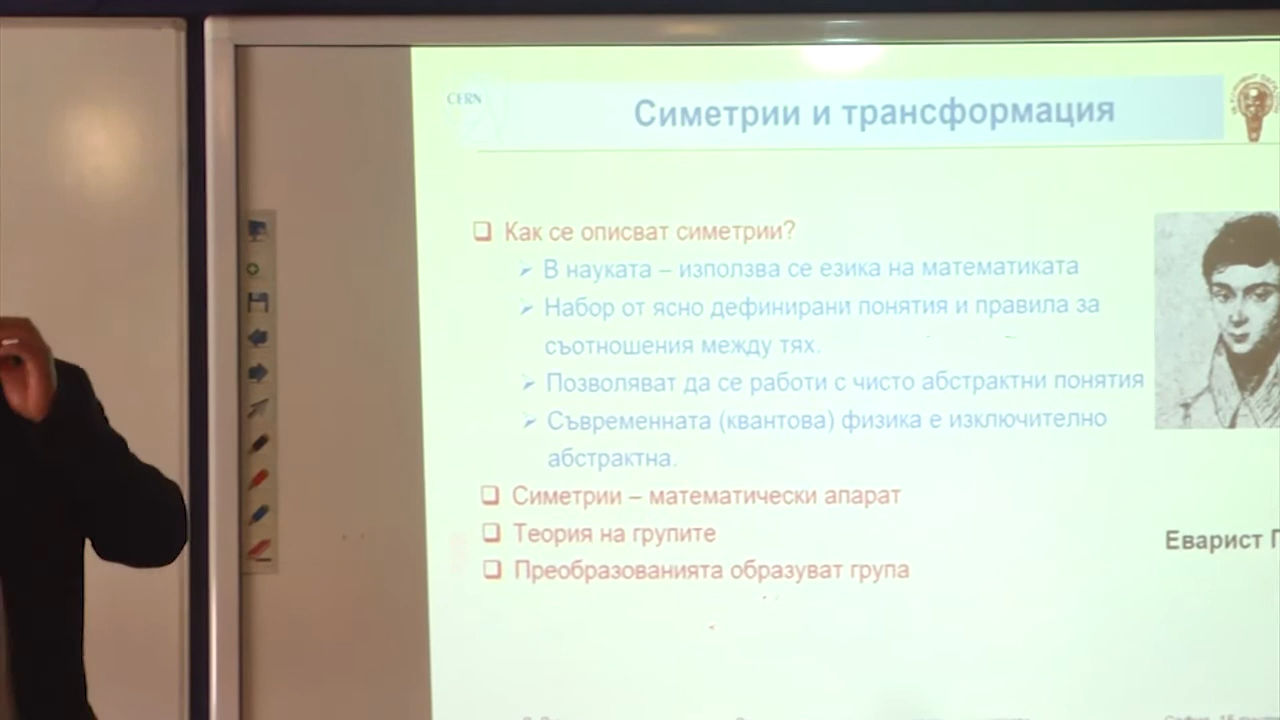 CERN
Симетрии и трансформация
Как се описват симетрии?
В науката – използва се езика на математиката
Набор от ясно дефинирани понятия и правила за
съотношения между тях.
Позволяват да се работи с чисто абстрактни понятия
Съвременната (квантова) физика е изключително
абстрактна.
Симетрии – математически апарат
Теория на групите
Преобразованията образуват група
Еварист